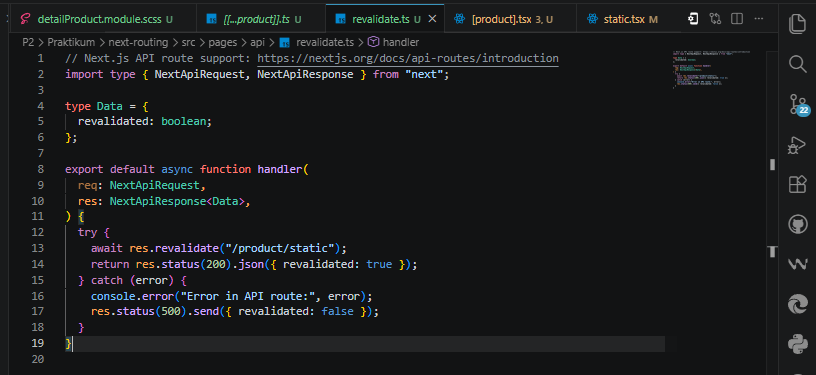 detailProduct.module.scss U
[[...product]].ts U
revalidate.ts U
[product].tsx 3, U
static.tsx M
P2 > Praktikum > next-routing > src > pages > api > revalidate.ts > handler
1 // Next.js API route support: https://nextjs.org/docs/api-routes/introduction
2 import type { NextApiRequest, NextApiResponse } from "next";
3
4 type Data = {
5 revalidated: boolean;
6 };
7
8 export default async function handler(
9 req: NextApiRequest,
10 res: NextApiResponse<Data>,
11 ) {
12 try {
13 await res.revalidate("/product/static");
14 return res.status(200).json({ revalidated: true });
15 } catch (error) {
16 console.error("Error in API route:", error);
17 res.status(500).send({ revalidated: false });
18 }
19 }
20
22